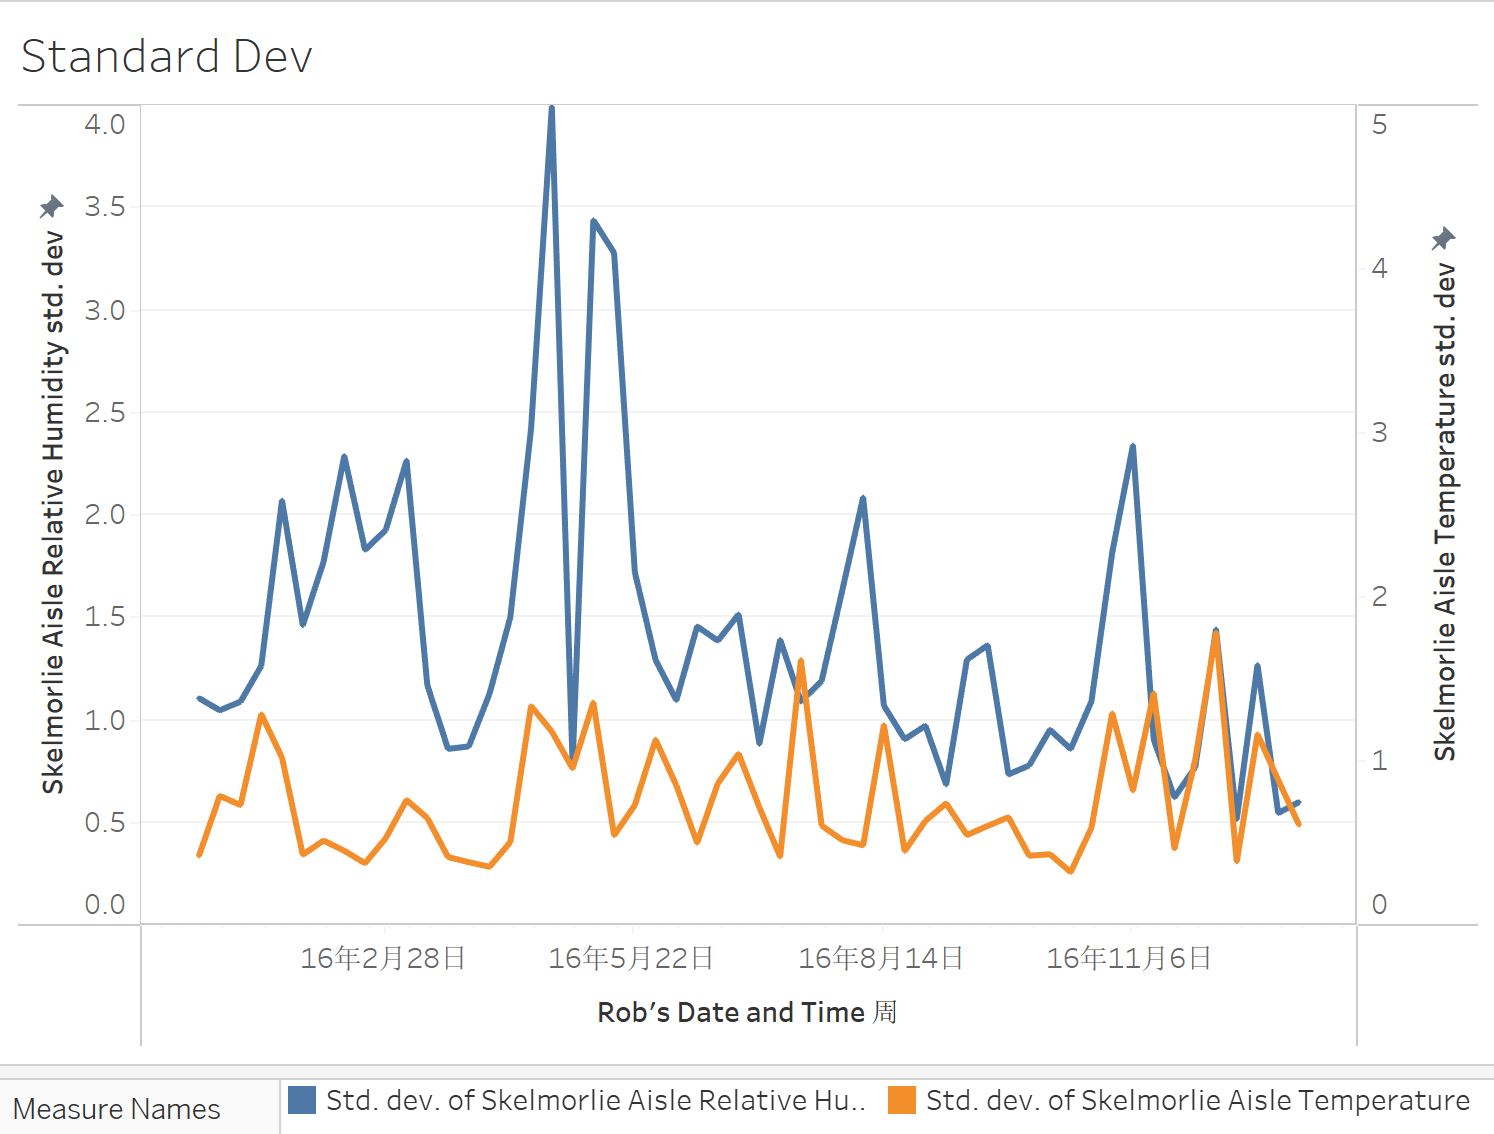 Standard Dev
4.0
3.5
3.0
2.5
2.0
1.5
1.0
0.5
0.0
Skelmorlie Aisle Relative Humidity std. dev
5
4
3
2
1
0
Skelmorlie Aisle Temperature std. dev
16年2月28日 16年5月22日 16年8月14日 16年11月6日
Rob's Date and Time 周
Measure Names
Std. dev. of Skelmorlie Aisle Relative Hu..
Std. dev. of Skelmorlie Aisle Temperature